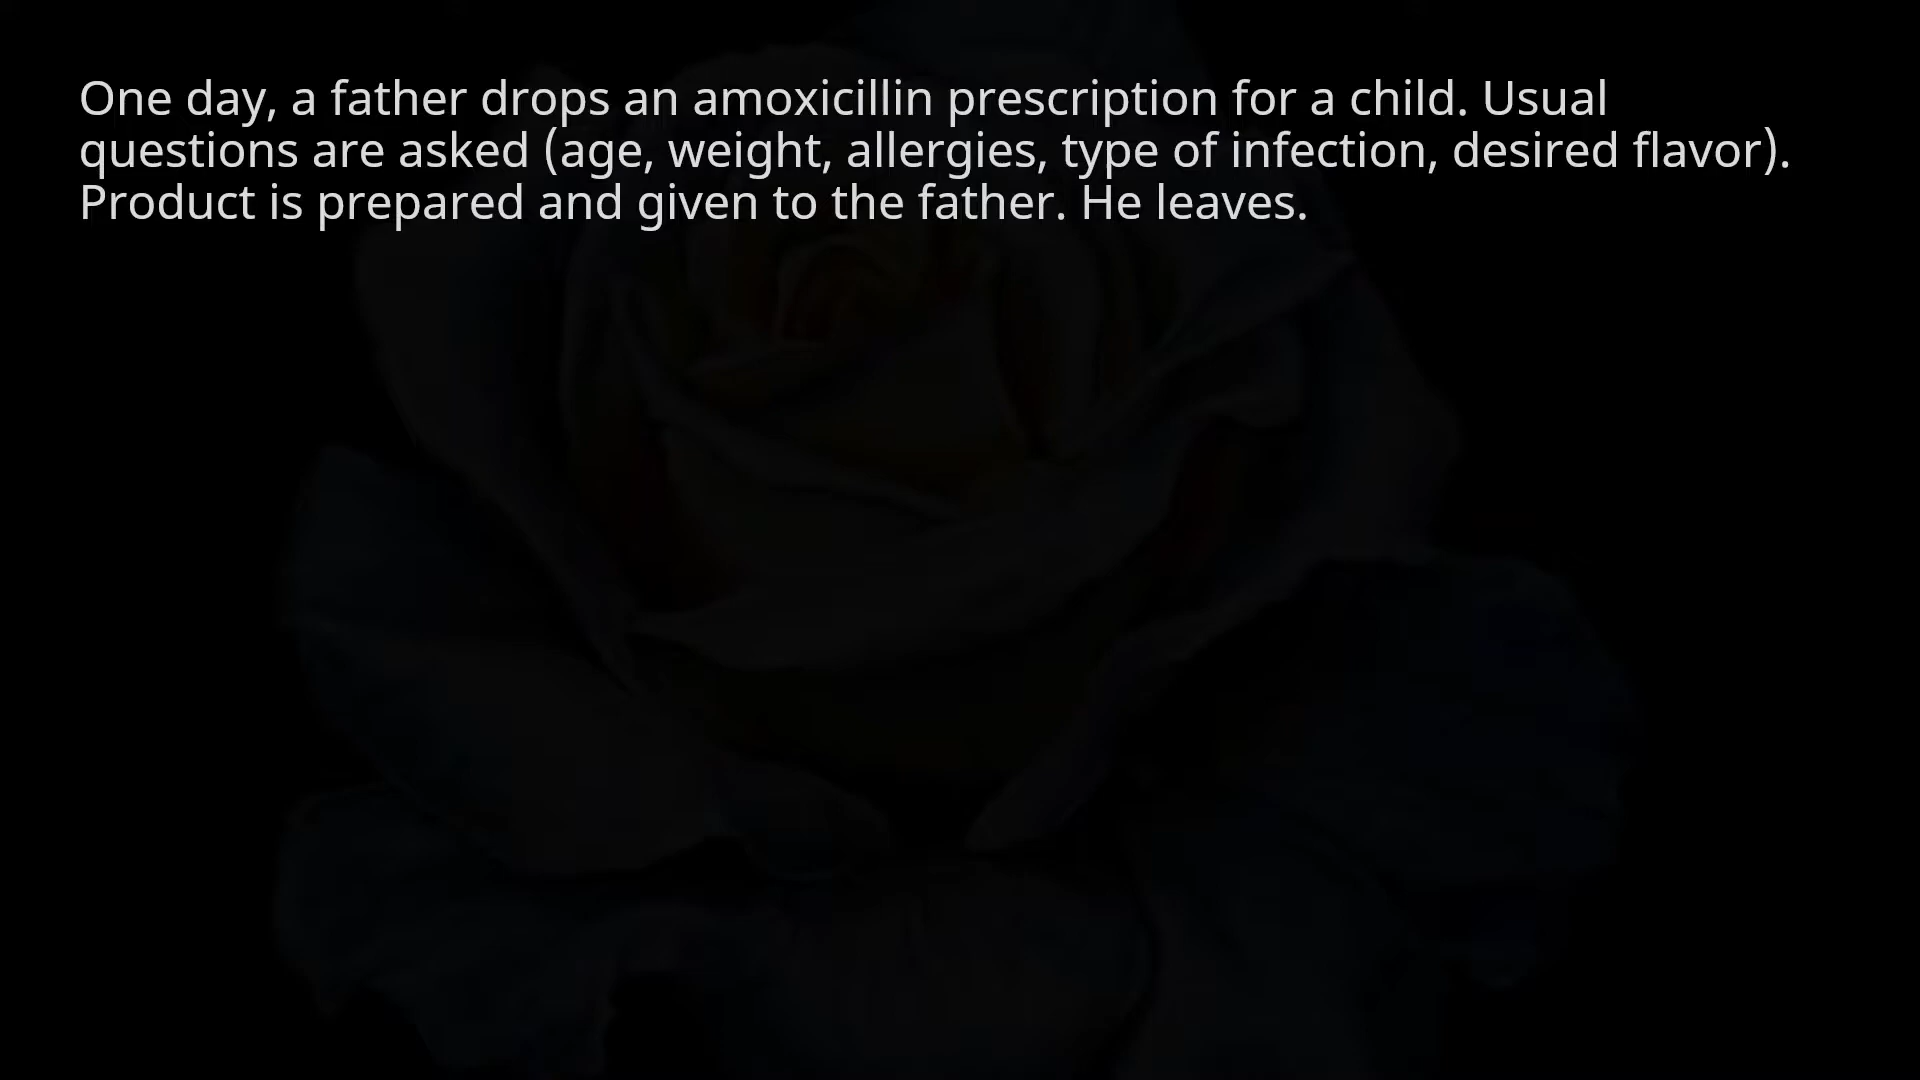 One day, a father drops an amoxicillin prescription for a child. Usual
questions are asked (age, weight, allergies, type of infection, desired flavor).
Product is prepared and given to the father. He leaves.